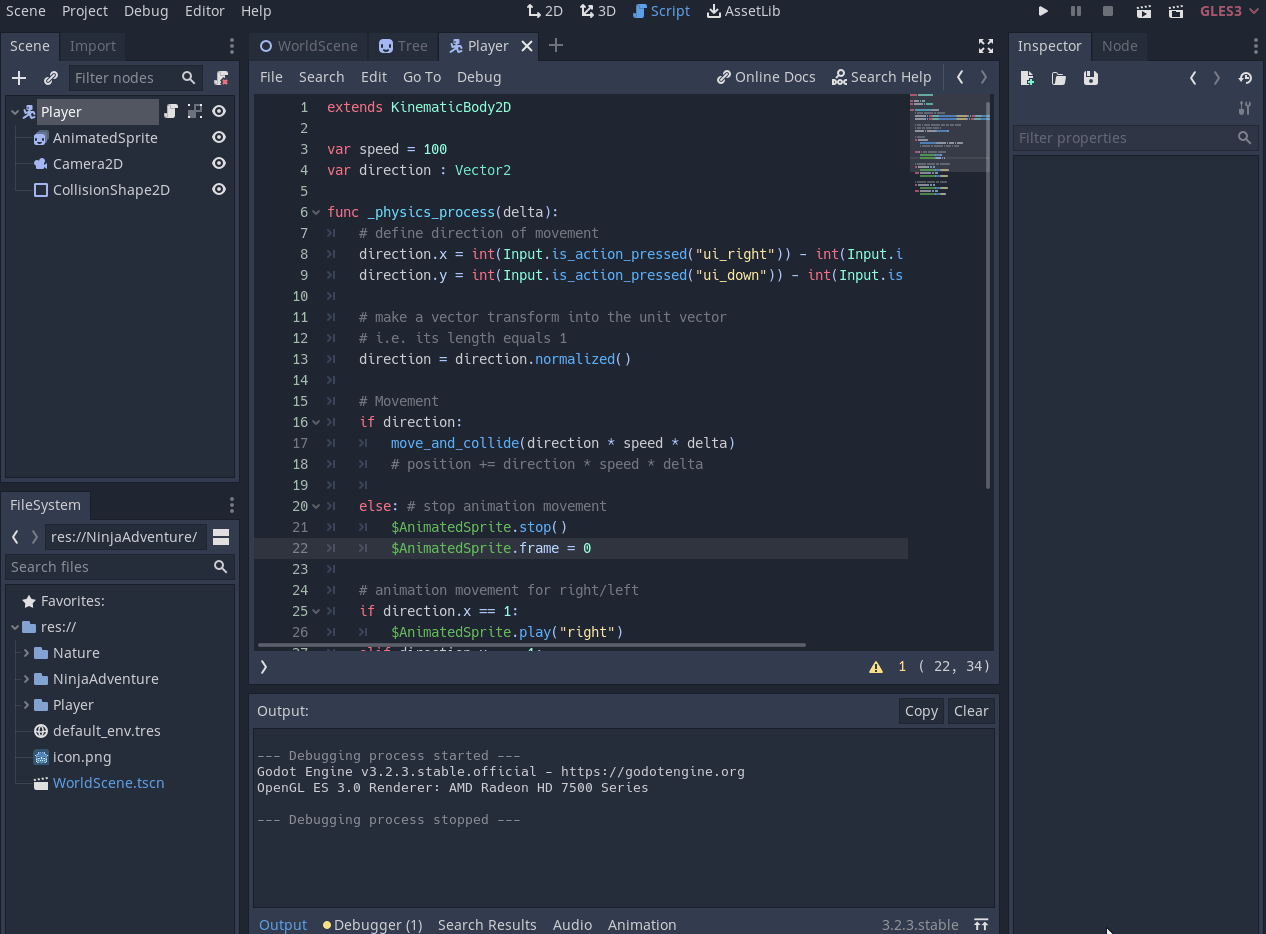 Scene Project Debug Editor Help 2D 3D Script AssetLib GLES3
Scene Import
Filter nodes
Player
AnimatedSprite
Camera2D
CollisionShape2D
FileSystem
res://NinjaAdventure/
Search files
Favorites:
res://
Nature
NinjaAdventure
Player
default_env.tres
icon.png
WorldScene.tscn
WorldScene Tree Player
File Search Edit Go To Debug Online Docs Search Help
1 extends KinematicBody2D
2
3 var speed = 100
4 var direction : Vector2
5
6 func _physics_process(delta):
7 # define direction of movement
8 direction.x = int(Input.is_action_pressed("ui_right")) - int(Input.i
9 direction.y = int(Input.is_action_pressed("ui_down")) - int(Input.is
10
11 # make a vector transform into the unit vector
12 # i.e. its length equals 1
13 direction = direction.normalized()
14
15 # Movement
16 if direction:
17 move_and_collide(direction * speed * delta)
18 # position += direction * speed * delta
19
20 else: # stop animation movement
21 $AnimatedSprite.stop()
22 $AnimatedSprite.frame = 0
23
24 # animation movement for right/left
25 if direction.x == 1:
26 $AnimatedSprite.play("right")
1 ( 22, 34)
Output: Copy Clear
--- Debugging process started ---
Godot Engine v3.2.3.stable.official - https://godotengine.org
OpenGL ES 3.0 Renderer: AMD Radeon HD 7500 Series
--- Debugging process stopped ---
Output Debugger (1) Search Results Audio Animation 3.2.3.stable
Inspector Node
Filter properties